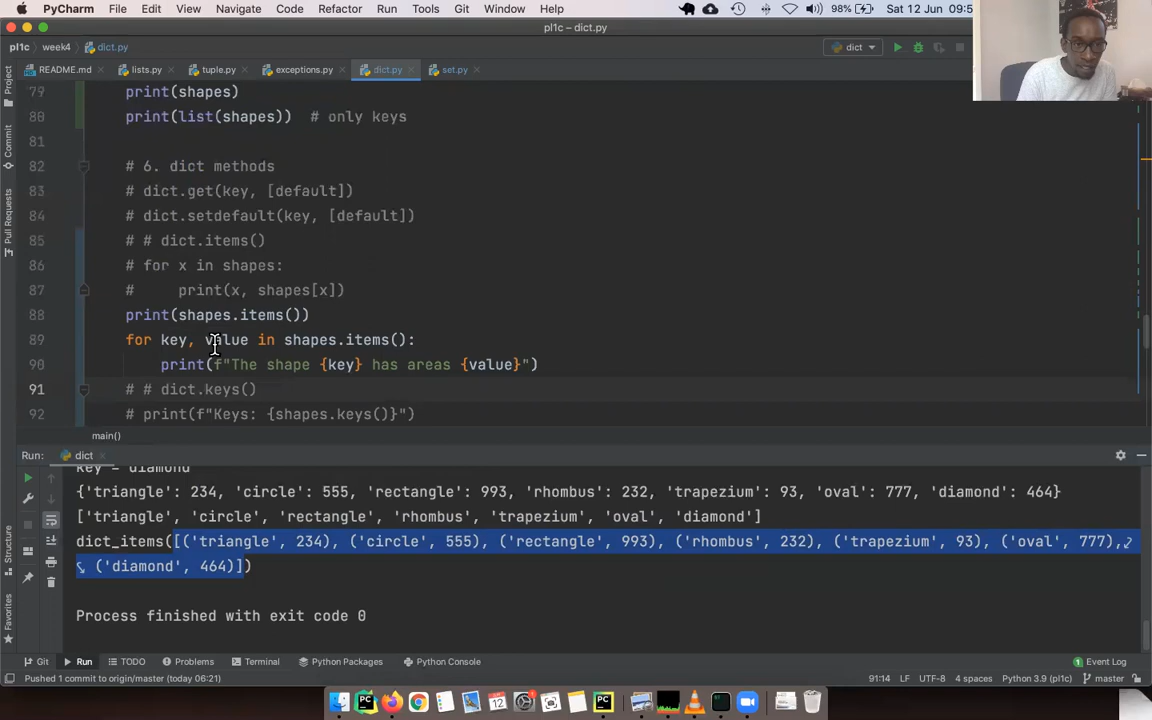 PyCharm File Edit View Navigate Code Refactor Run Tools Git Window Help 98% Sat 12 Jun
pl1c – dict.py
pl1c week4 dict.py dict
README.md lists.py tuple.py exceptions.py dict.py set.py
79 print(shapes)
80 print(list(shapes)) # only keys
81
82 # 6. dict methods
83 # dict.get(key, [default])
84 # dict.setdefault(key, [default])
85 # # dict.items()
86 # for x in shapes:
87 # print(x, shapes[x])
88 print(shapes.items())
89 for key, value in shapes.items():
90 print(f"The shape {key} has areas {value}")
91 # # dict.keys()
92 # print(f"Keys: {shapes.keys()}")
main()
Run: dict
key = diamond
{'triangle': 234, 'circle': 555, 'rectangle': 993, 'rhombus': 232, 'trapezium': 93, 'oval': 777, 'diamond': 464}
['triangle', 'circle', 'rectangle', 'rhombus', 'trapezium', 'oval', 'diamond']
dict_items([('triangle', 234), ('circle', 555), ('rectangle', 993), ('rhombus', 232), ('trapezium', 93), ('oval', 777),
('diamond', 464)])
Process finished with exit code 0
Project
Commit
Pull Requests
Structure
Favorites
Git Run TODO Problems Terminal Python Packages Python Console 1 Event Log
Pushed 1 commit to origin/master (today 06:21) 91:14 LF UTF-8 4 spaces Python 3.9 (pl1c) master